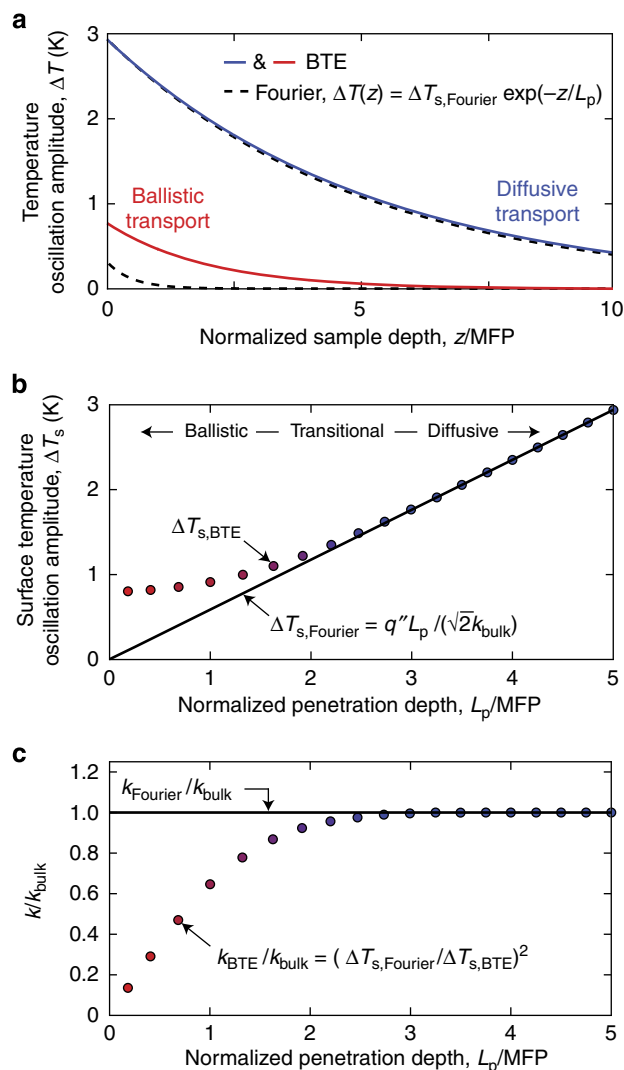 a
3
2
1
0
Temperature
oscillation amplitude, ΔT (K)
& — BTE
Fourier, ΔT(z) = ΔTs,Fourier exp(−z/Lp)
Ballistic
transport
Diffusive
transport
0
5
10
Normalized sample depth, z/MFP
b
3
2
1
0
Surface temperature
oscillation amplitude, ΔTs (K)
Ballistic — Transitional — Diffusive
ΔTs,BTE
ΔTs,Fourier = q″Lp /(√2kbulk)
0 1 2 3 4 5
Normalized penetration depth, Lp/MFP
c
1.2
1.0
0.8
0.6
0.4
0.2
0
k/kbulk
kFourier/kbulk
kBTE/kbulk = ( ΔTs,Fourier/ΔTs,BTE)2
0 1 2 3 4 5
Normalized penetration depth, Lp/MFP